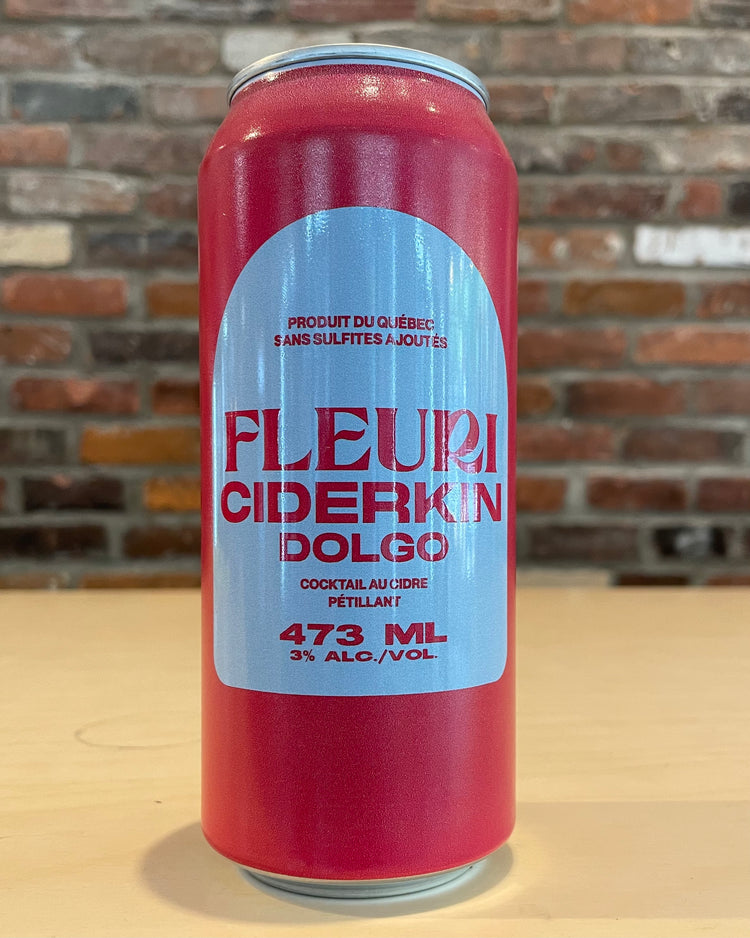 PRODUIT DU QUÉBEC
SANS SULFITES AJOUTÉS
FLEURI
CIDERKIN
DOLGO
COCKTAIL AU CIDRE
PÉTILLANT
473 ML
3% ALC./VOL.